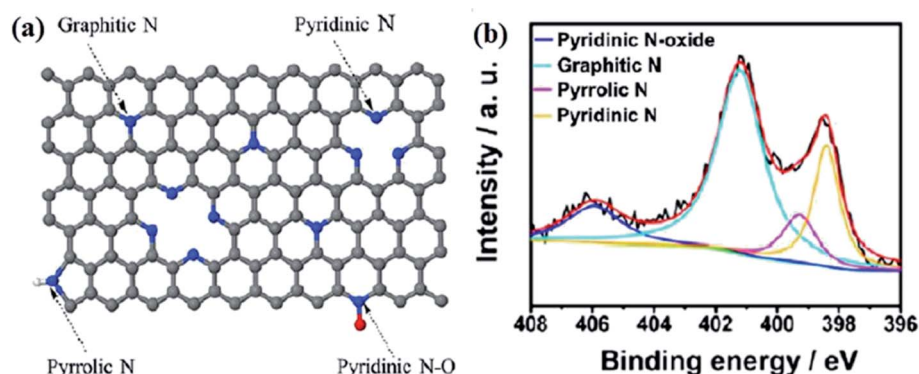 (a)
Graphitic N
Pyridinic N
Pyrrolic N
Pyridinic N-O
(b)
Pyridinic N-oxide
Graphitic N
Pyrrolic N
Pyridinic N
Intensity / a. u.
408 406 404 402 400 398 396
Binding energy / eV